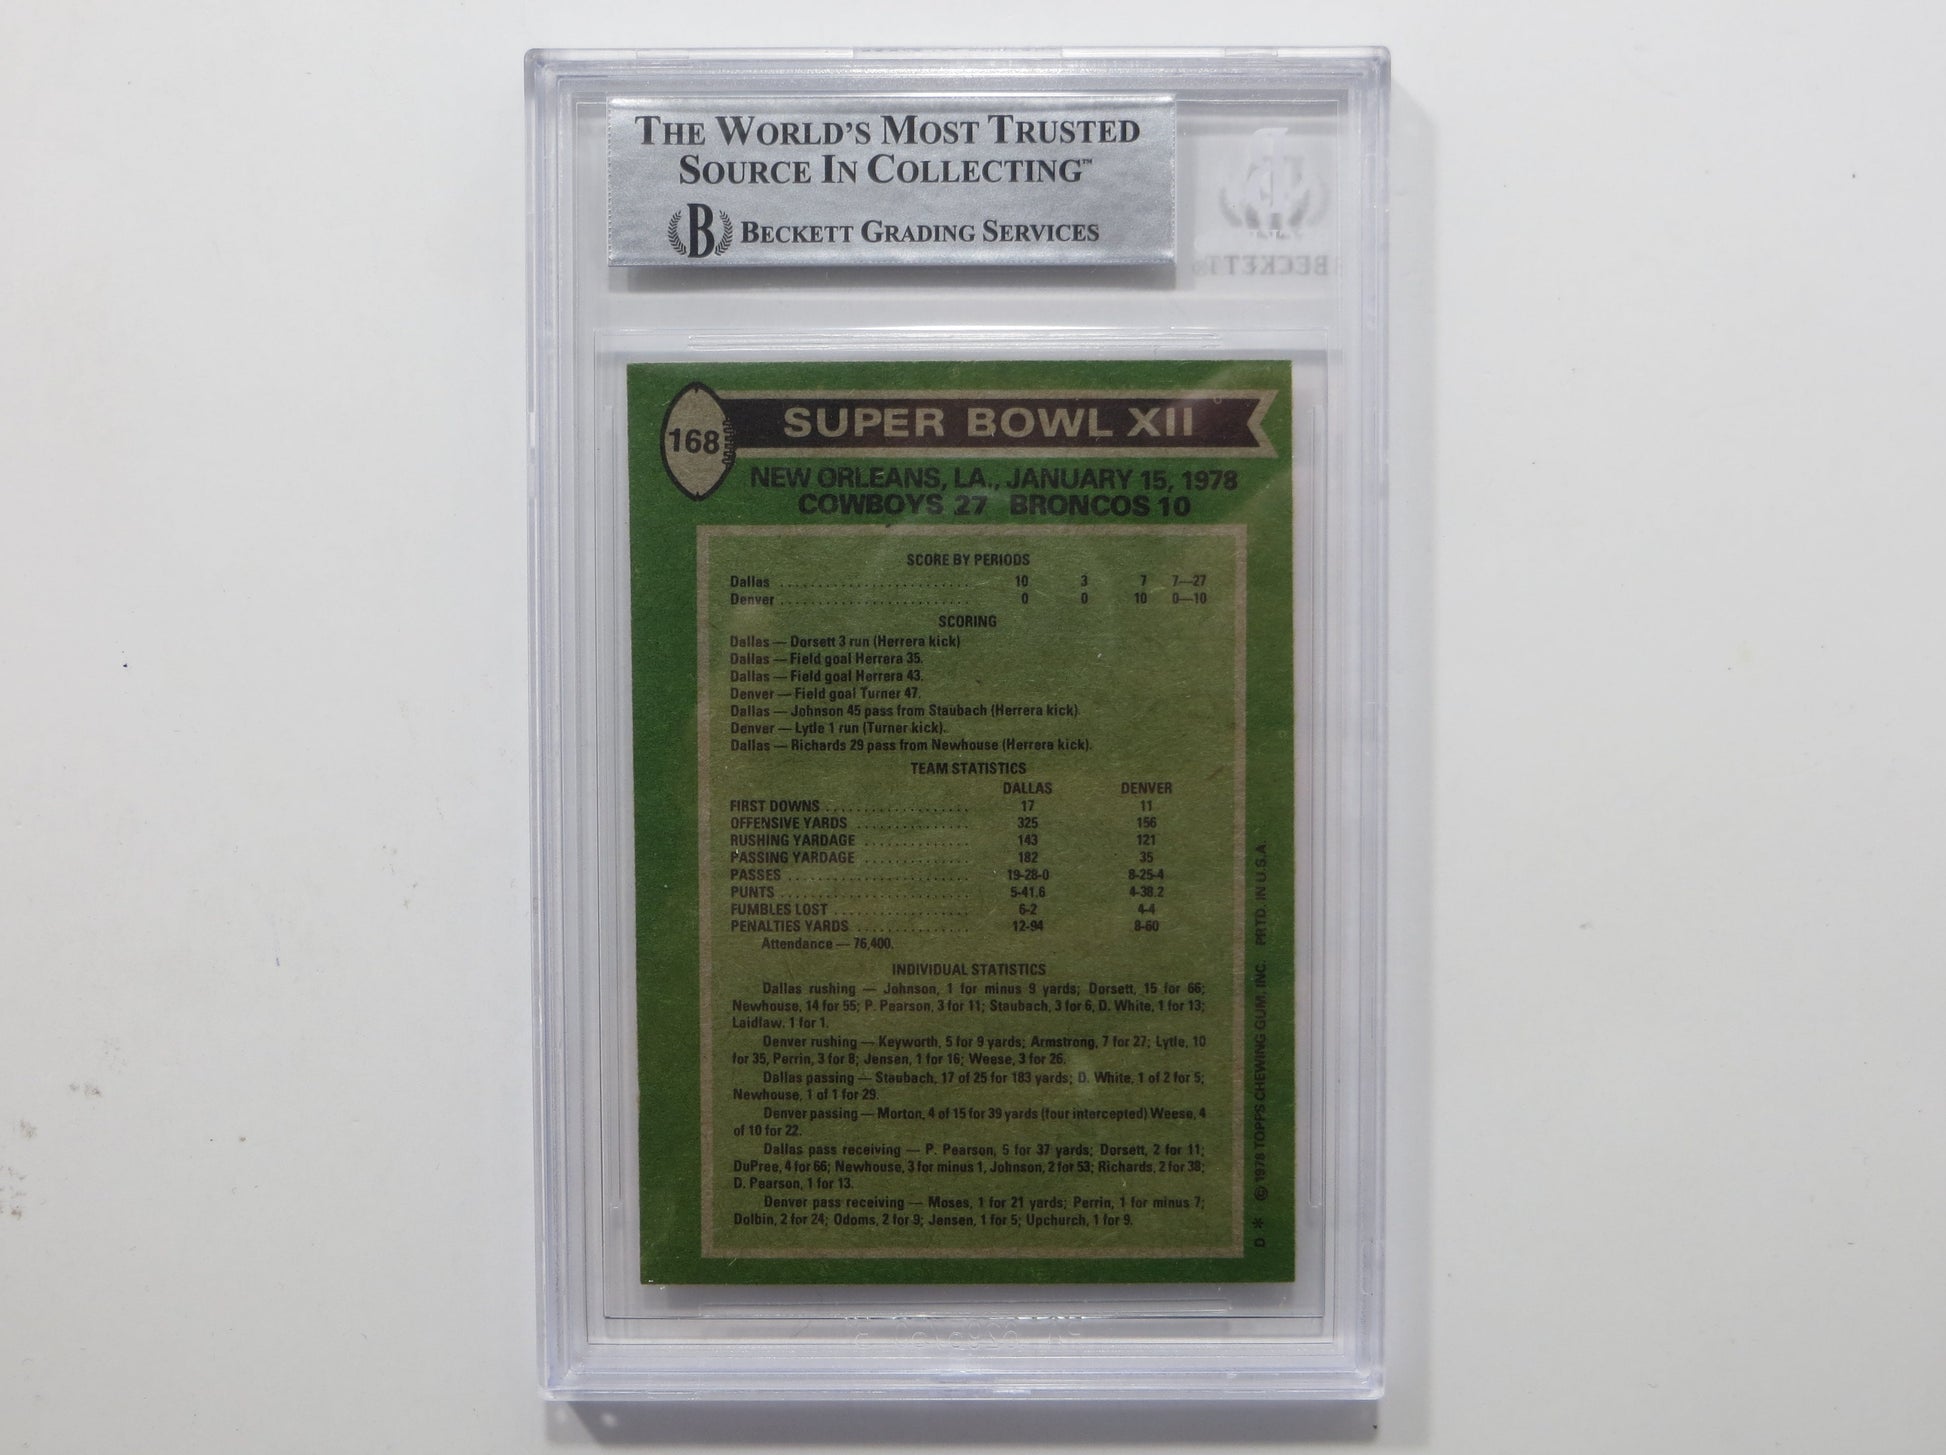 THE WORLD'S MOST TRUSTED
SOURCE IN COLLECTING™
B BECKETT GRADING SERVICES
BECKETT
168
SUPER BOWL XII
NEW ORLEANS, LA., JANUARY 15, 1978
COWBOYS 27 BRONCOS 10
SCORE BY PERIODS
Dallas ......................... 10 3 7 7—27
Denver ......................... 0 0 10 0—10
SCORING
Dallas — Dorsett 3 run (Herrera kick)
Dallas — Field goal Herrera 35.
Dallas — Field goal Herrera 43.
Denver — Field goal Turner 47.
Dallas — Johnson 45 pass from Staubach (Herrera kick).
Denver — Lytle 1 run (Turner kick).
Dallas — Richards 29 pass from Newhouse (Herrera kick).
TEAM STATISTICS
DALLAS DENVER
FIRST DOWNS ................... 17 11
OFFENSIVE YARDS .............. 325 156
RUSHING YARDAGE ............. 143 121
PASSING YARDAGE ............. 182 35
PASSES ........................ 19-28-0 8-25-4
PUNTS ......................... 5-41.6 4-38.2
FUMBLES LOST ................. 6-2 4-4
PENALTIES YARDS .............. 12-94 8-60
Attendance — 76,400.
INDIVIDUAL STATISTICS
Dallas rushing — Johnson, 1 for minus 9 yards; Dorsett, 15 for 66;
Newhouse, 14 for 55; P. Pearson, 3 for 11; Staubach, 3 for 6, D. White, 1 for 13;
Laidlaw. 1 for 1.
Denver rushing — Keyworth, 5 for 9 yards; Armstrong, 7 for 27; Lytle, 10
for 35, Perrin, 3 for 8; Jensen, 1 for 16; Weese, 3 for 26.
Dallas passing — Staubach, 17 of 25 for 183 yards; D. White, 1 of 2 for 5;
Newhouse, 1 of 1 for 29.
Denver passing — Morton, 4 of 15 for 39 yards (four intercepted) Weese, 4
of 10 for 22.
Dallas pass receiving — P. Pearson, 5 for 37 yards; Dorsett, 2 for 11;
DuPree, 4 for 66; Newhouse, 3 for minus 1, Johnson, 2 for 53; Richards, 2 for 38;
D. Pearson, 1 for 13.
Denver pass receiving — Moses, 1 for 21 yards; Perrin, 1 for minus 7;
Dolbin, 2 for 24; Odoms, 2 for 9; Jensen, 1 for 5; Upchurch, 1 for 9.
D * © 1978 TOPPS CHEWING GUM, INC. PRTD. IN U.S.A.